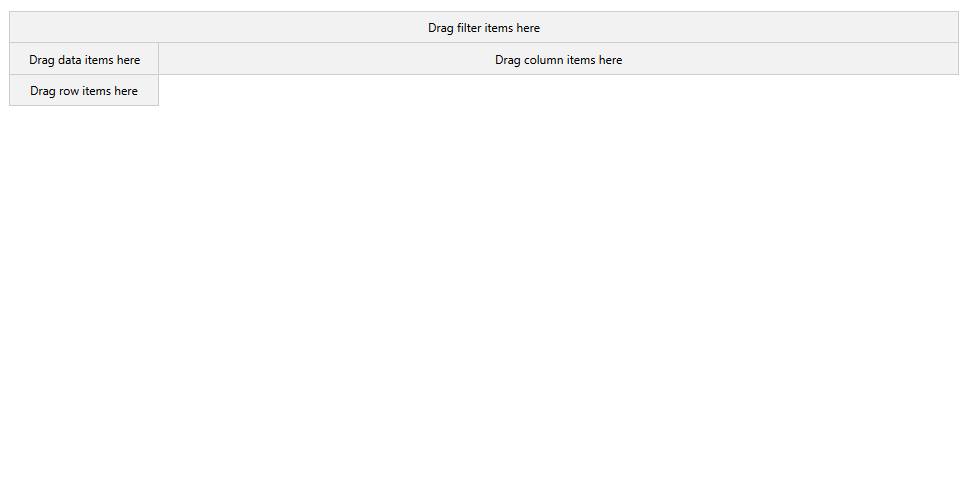 Drag filter items here
Drag data items here
Drag column items here
Drag row items here